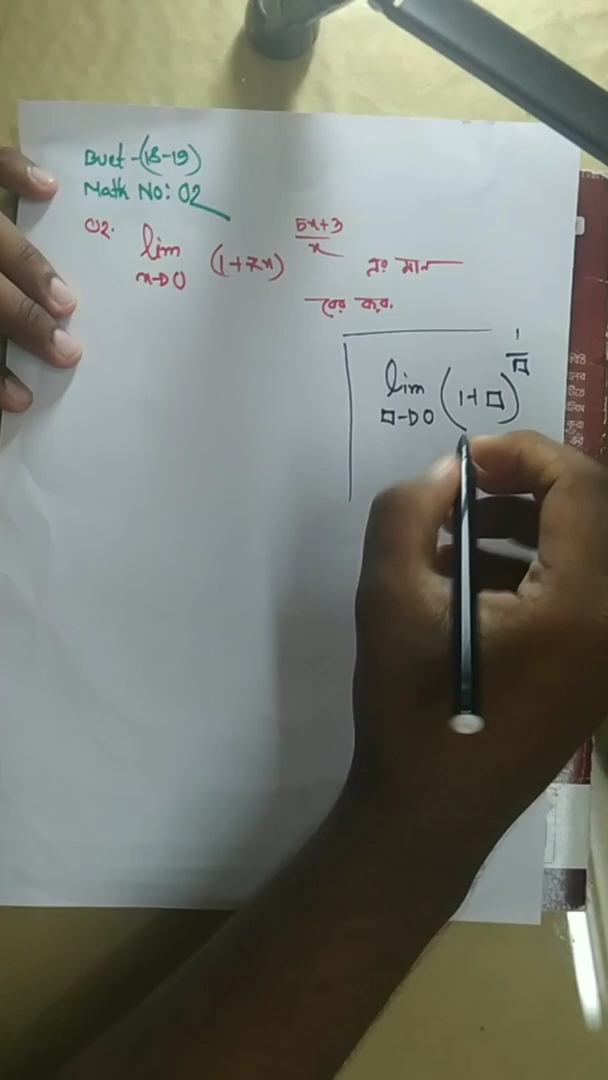 Buet-(18-19)
Math No: 02
02. lim x→0 (1+7x)^((5x+3)/x) এর মান
বের কর.
lim □→0 (1+□)^(1/□)